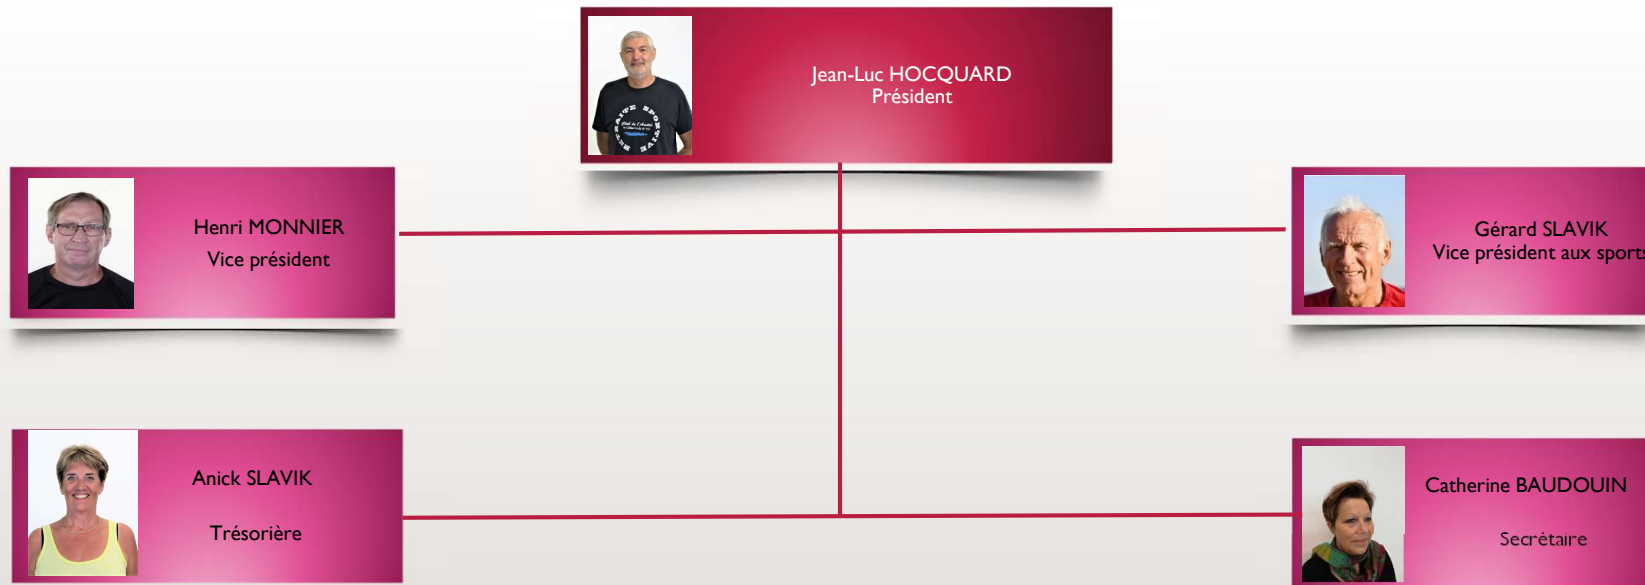 Jean-Luc HOCQUARD
Président
Henri MONNIER
Vice président
Gérard SLAVIK
Vice président aux sports
Anick SLAVIK
Trésorière
Catherine BAUDOUIN
Secrétaire